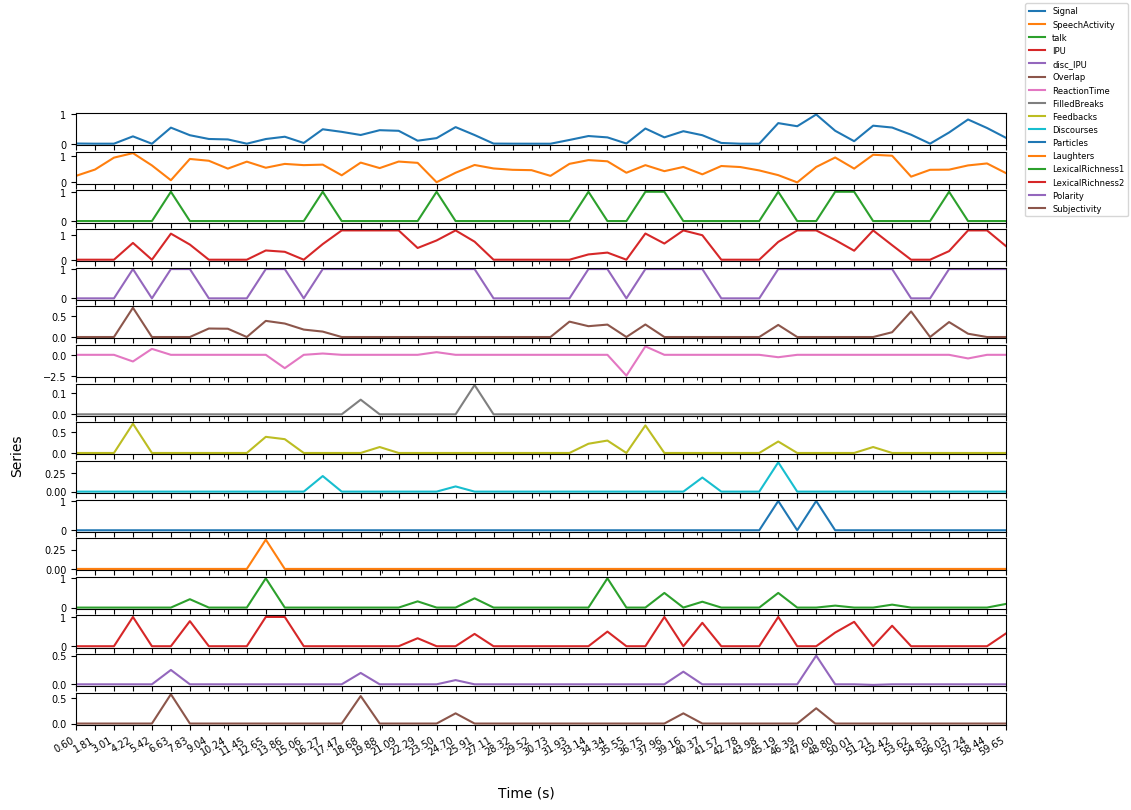 Signal
SpeechActivity
talk
IPU
disc_IPU
Overlap
ReactionTime
FilledBreaks
Feedbacks
Discourses
Particles
Laughters
LexicalRichness1
LexicalRichness2
Polarity
Subjectivity
1
0
1
0
1
0
1
0
1
0
0.5
0.0
0.0
−2.5
0.1
0.0
0.5
0.0
0.25
0.00
1
0
0.25
0.00
1
0
1
0
0.5
0.0
0.5
0.0
Series
0.60 1.81 3.01 4.22 5.42 6.63 7.83 9.04 10.24 11.45 12.65 13.86 15.06 16.27 17.47 18.68 19.88 21.09 22.29 23.50 24.70 25.91 27.11 28.32 29.52 30.73 31.93 33.14 34.34 35.55 36.75 37.96 39.16 40.37 41.57 42.78 43.98 45.19 46.39 47.60 48.80 50.01 51.21 52.42 53.62 54.83 56.03 57.24 58.44 59.65
Time (s)